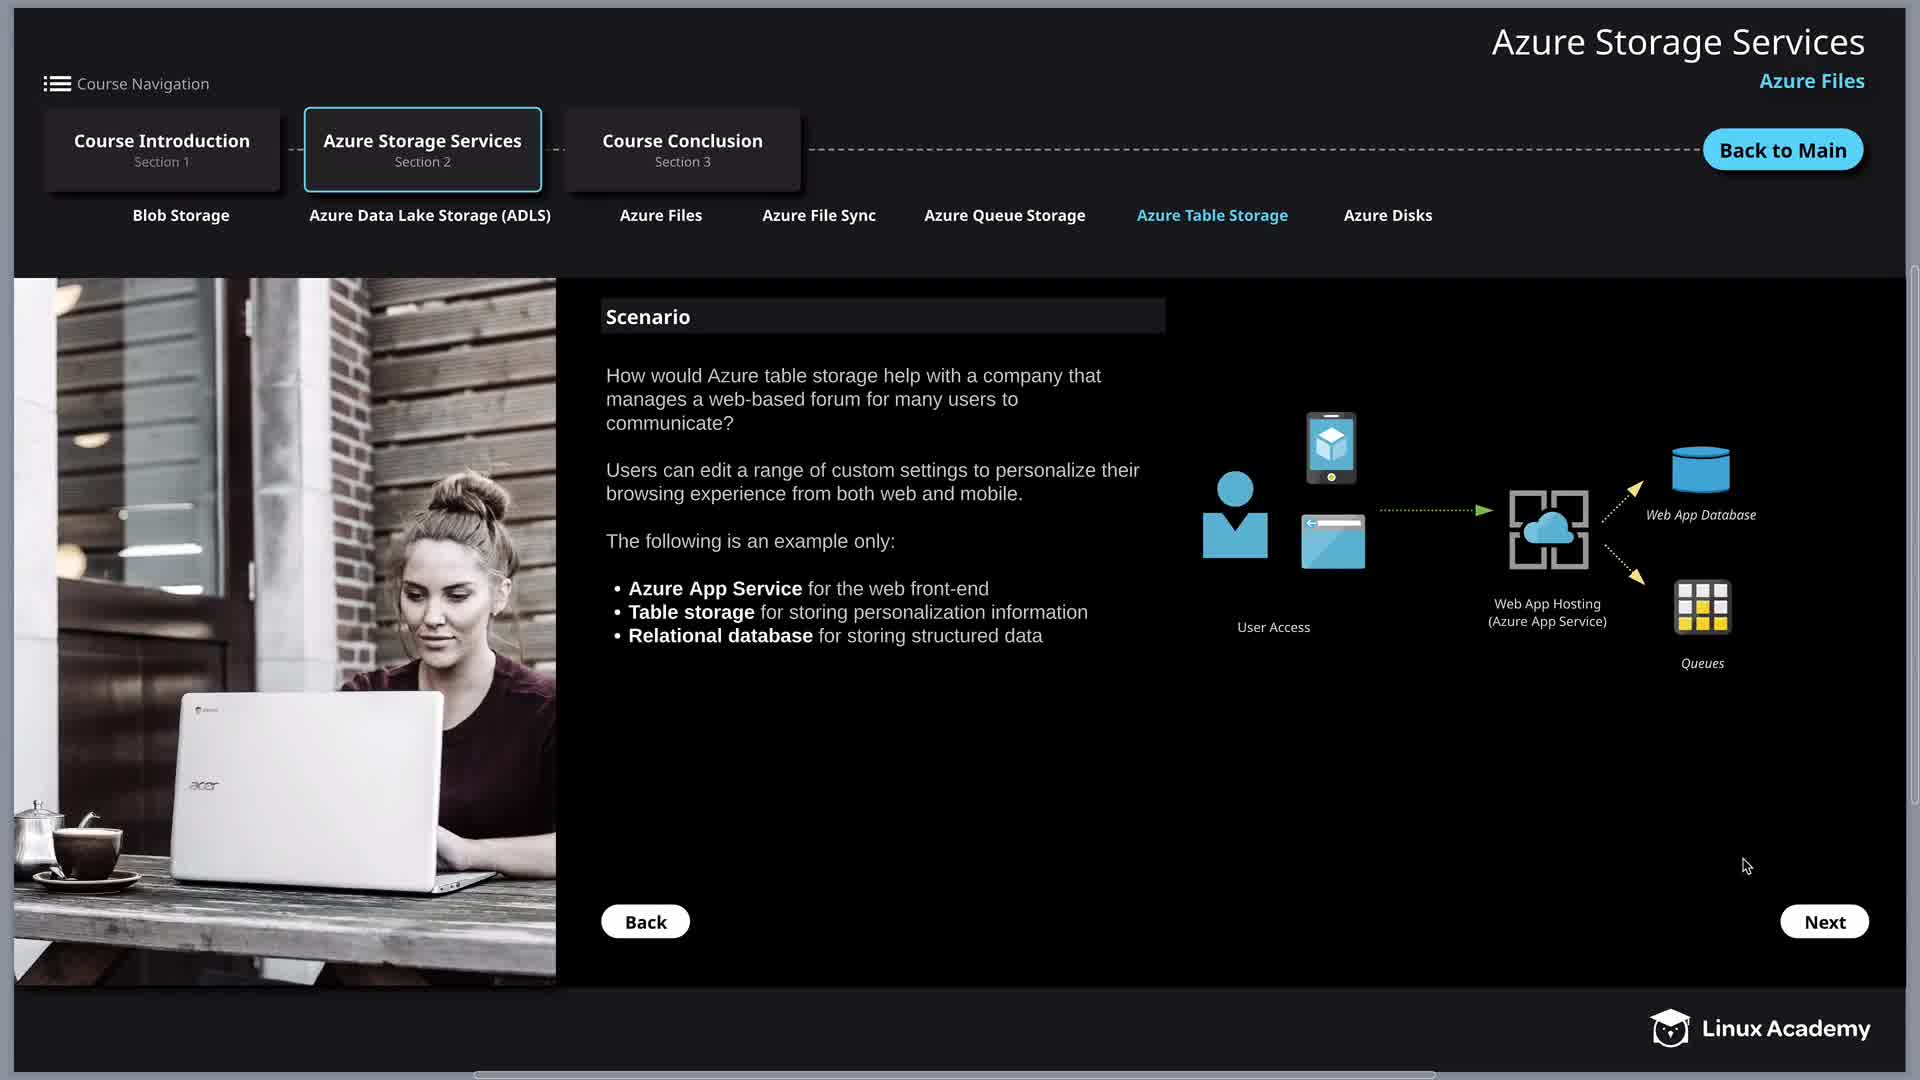 Azure Storage Services
Azure Files
Course Navigation
Course Introduction
Section 1
Azure Storage Services
Section 2
Course Conclusion
Section 3
Back to Main
Blob Storage
Azure Data Lake Storage (ADLS)
Azure Files
Azure File Sync
Azure Queue Storage
Azure Table Storage
Azure Disks
Scenario
How would Azure table storage help with a company that
manages a web-based forum for many users to
communicate?
Users can edit a range of custom settings to personalize their
browsing experience from both web and mobile.
The following is an example only:
• Azure App Service for the web front-end
• Table storage for storing personalization information
• Relational database for storing structured data
User Access
Web App Hosting
(Azure App Service)
Web App Database
Queues
acer
Back
Next
Linux Academy